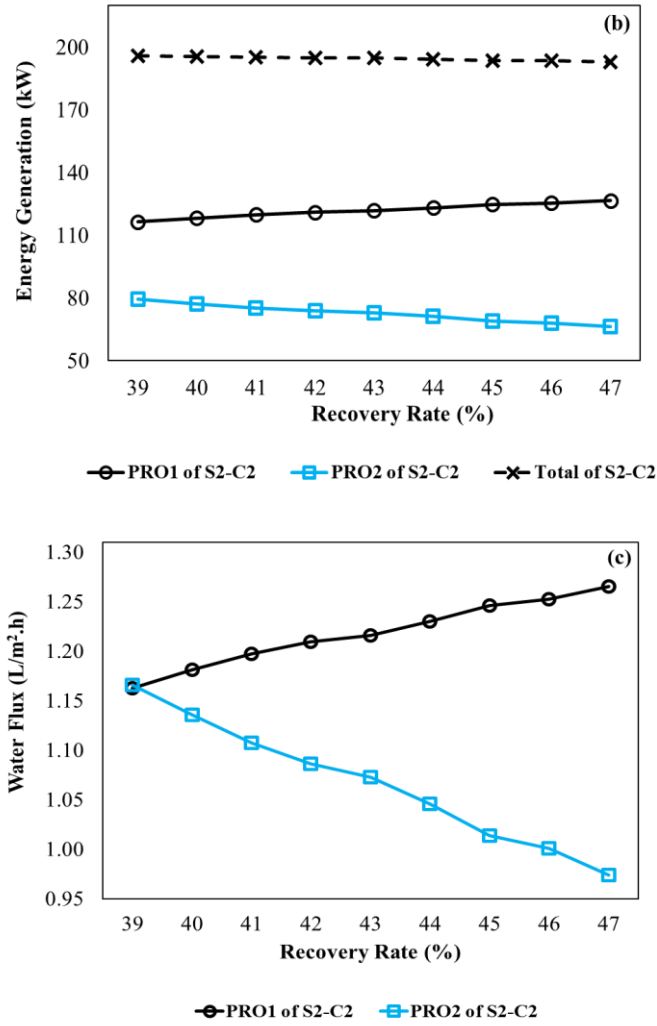 (b)
Energy Generation (kW)
200
170
140
110
80
50
39 40 41 42 43 44 45 46 47
Recovery Rate (%)
PRO1 of S2-C2 PRO2 of S2-C2 Total of S2-C2
(c)
Water Flux (L/m².h)
1.30
1.25
1.20
1.15
1.10
1.05
1.00
0.95
39 40 41 42 43 44 45 46 47
Recovery Rate (%)
PRO1 of S2-C2 PRO2 of S2-C2